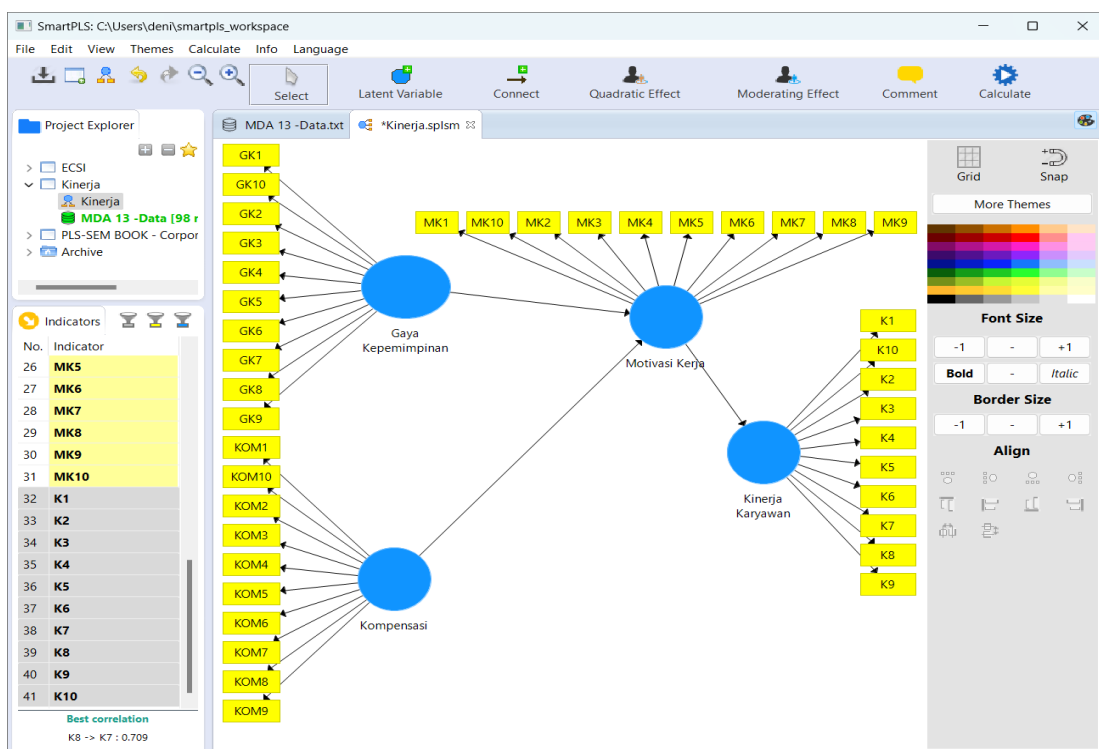 SmartPLS: C:\Users\deni\smartpls_workspace
File Edit View Themes Calculate Info Language
Select
Latent Variable
Connect
Quadratic Effect
Moderating Effect
Comment
Calculate
Project Explorer
ECSI
Kinerja
Kinerja
MDA 13 -Data [98 r
PLS-SEM BOOK - Corpor
Archive
Indicators
No. Indicator
26 MK5
27 MK6
28 MK7
29 MK8
30 MK9
31 MK10
32 K1
33 K2
34 K3
35 K4
36 K5
37 K6
38 K7
39 K8
40 K9
41 K10
Best correlation
K8 -> K7 : 0.709
MDA 13 -Data.txt
*Kinerja.splsm
GK1
GK10
GK2
GK3
GK4
GK5
GK6
GK7
GK8
GK9
Gaya
Kepemimpinan
KOM1
KOM10
KOM2
KOM3
KOM4
KOM5
KOM6
KOM7
KOM8
KOM9
Kompensasi
MK1 MK10 MK2 MK3 MK4 MK5 MK6 MK7 MK8 MK9
Motivasi Kerja
K1
K10
K2
K3
K4
K5
K6
K7
K8
K9
Kinerja
Karyawan
Grid
Snap
More Themes
Font Size
-1 - +1
Bold - Italic
Border Size
-1 - +1
Align